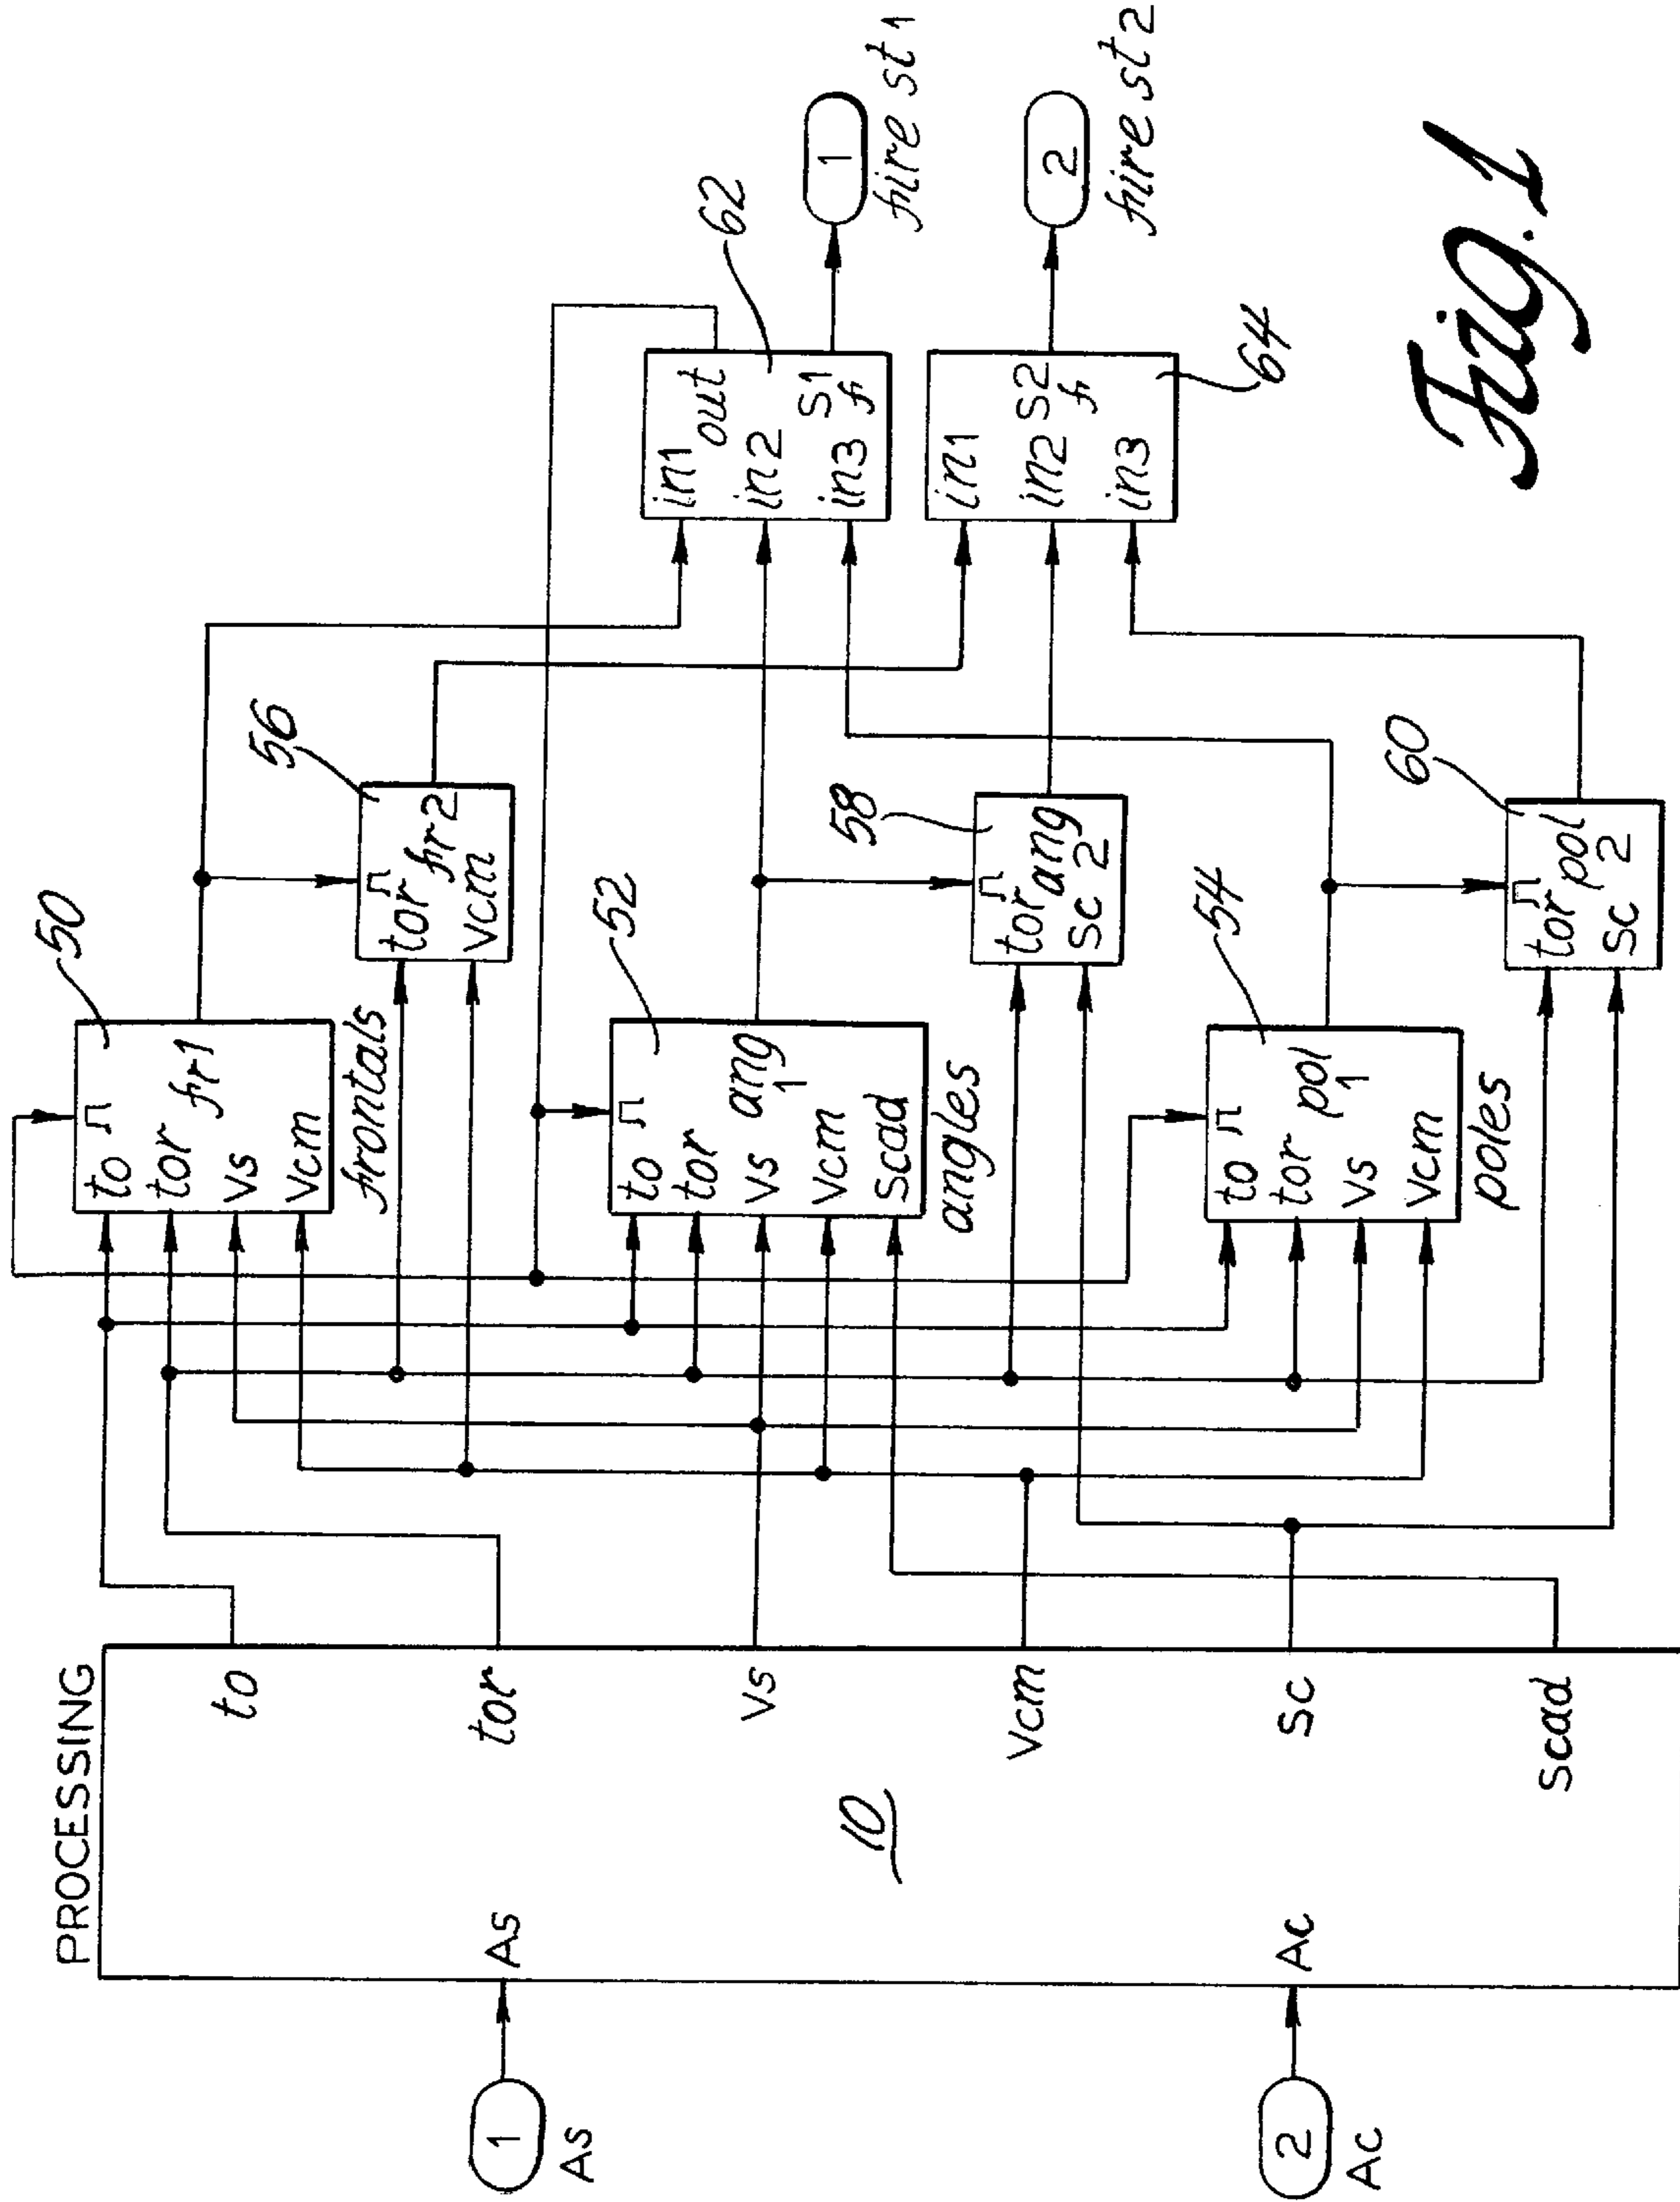 PROCESSING
10
1
As
As
2
Ac
Ac
to
tor
Vs
Vcm
Sc
Scad
50
to
tor fr1
Vs
Vcm
frontals
56
tor fr2
Vcm
52
to
tor ang
1
Vs
Vcm
Scad
angles
58
tor ang
Sc 2
54
to
tor pol
1
Vs
Vcm
poles
60
tor pol
Sc 2
62
in1
out
in2
in3 S1
f
1
fire st 1
64
in1
in2 S2
f
in3
2
fire st 2
Fig. 1